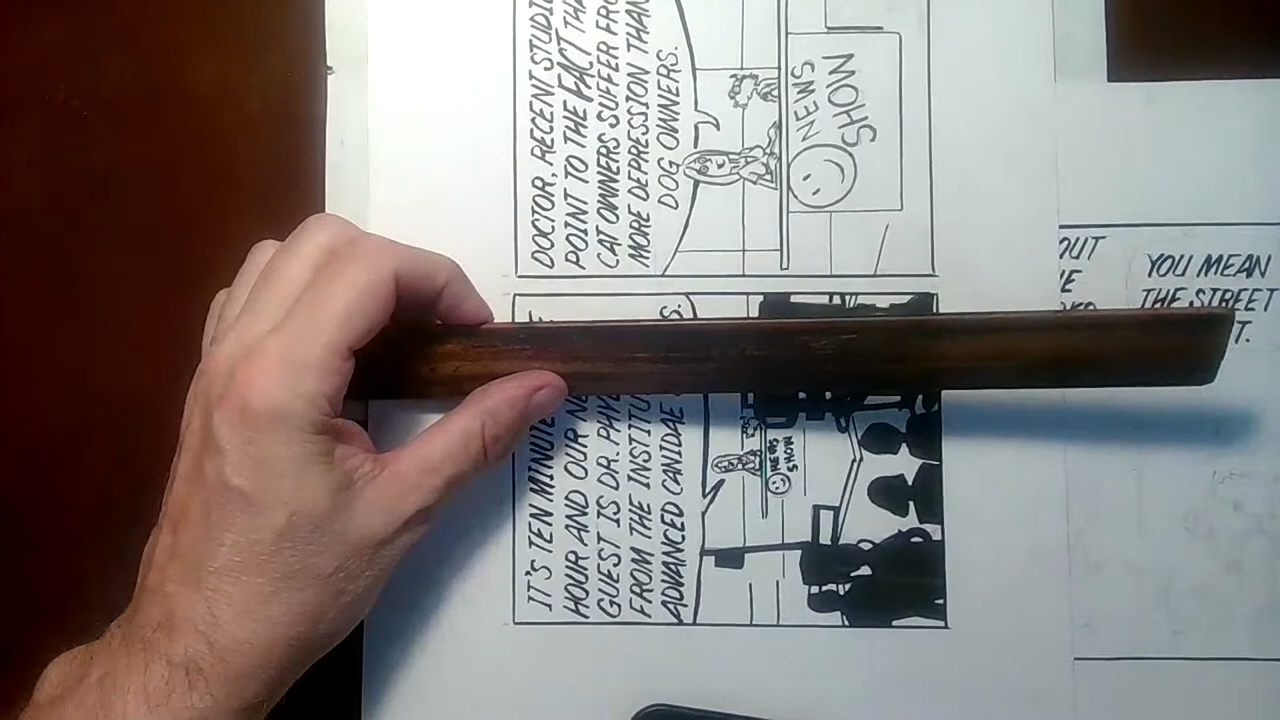 IT'S TEN MINUTE
HOUR AND OUR NE
GUEST IS DR. PAVE
FROM THE INSTITU
ADVANCED CANIDAE
S.
NEWS
SHOW
DOCTOR, RECENT STUDI
POINT TO THE FACT THA
CAT OWNERS SUFFER FRO
MORE DEPRESSION THAN
DOG OWNERS.
NEWS
SHOW
OUT
E
YOU MEAN
THE STREET
T.